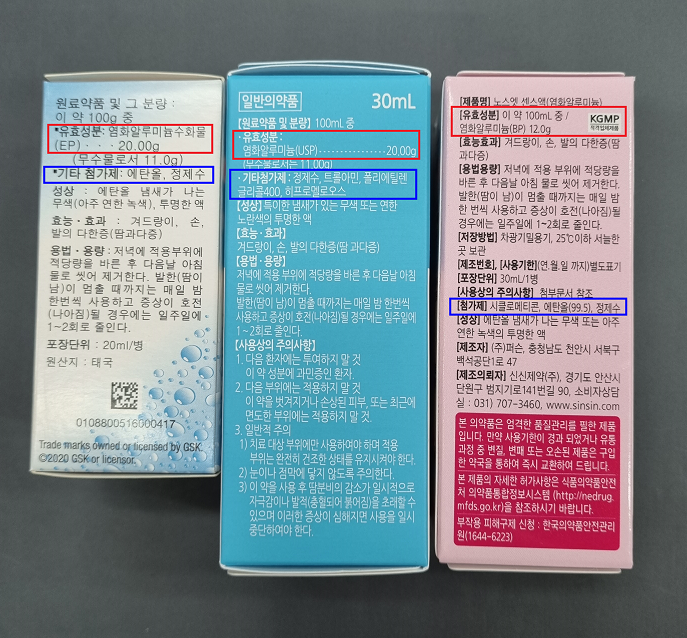 원료약품 및 그 분량 :
이 약 100g 중
•유효성분: 염화알루미늄수화물
(EP) · · · 20.00g
(무수물로서 11.0g)
•기타 첨가제: 에탄올, 정제수
성상 : 에탄올 냄새가 나는
무색(아주 연한 녹색), 투명한 액
효능 · 효과 : 겨드랑이, 손,
발의 다한증(땀과다증)
용법 · 용량 : 저녁에 적용부위에
적당량을 바른 후 다음날 아침
물로 씻어 제거한다. 발한(땀)이
멈출 때까지는 매일 밤
한번씩 사용하고 증상이 호전
(나아짐)될 경우에는 일주일에
1~2회로 줄인다.
포장단위 : 20ml/병
원산지 : 태국
0108800516000417
Trade marks owned or licensed by GSK.
©2020 GSK or licensor.
일반의약품
30mL
[원료약품 및 분량] 100mL 중
· 유효성분 :
염화알루미늄(USP)----------------20.00g
(무수물로서 11.00g)
· 기타첨가제 : 정제수, 트롤아민, 폴리에틸렌
글리콜400, 히프로멜로오스
[성상] 특이한 냄새가 있는 무색 또는 연한
노란색의 투명한 액
[효능 · 효과]
겨드랑이, 손, 발의 다한증(땀 과다증)
[용법 · 용량]
저녁에 적용 부위에 적당량을 바른 후 다음날 아침
물로 씻어 제거한다.
발한(땀이 남)이 멈출 때까지는 매일 밤 한번씩
사용하고 증상이 호전(나아짐)될 경우에는 일주일에
1~2회로 줄인다.
[사용상의 주의사항]
1. 다음 환자에는 투여하지 말 것
이 약 성분에 과민증인 환자
2. 다음 부위에는 적용하지 말 것
이 약을 벗겨지거나 손상된 피부, 또는 최근에
면도한 부위에는 적용하지 말 것.
3. 일반적 주의
1) 치료 대상 부위에만 사용하여야 하며 적용
부위는 완전히 건조한 상태를 유지시켜야 한다.
2) 눈이나 점막에 닿지 않도록 주의한다.
3) 이 약을 사용 후 땀분비의 감소가 일시적으로
자극감이나 발적(충혈되어 붉어짐)을 초래할 수
있으며 이러한 증상이 심해지면 사용을 일시
중단하여야 한다.
[제품명] 노스엣 센스액(염화알루미늄)
[유효성분] 이 약 100mL 중 /
염화알루미늄(BP) 12.0g
KGMP
적격업체제품
[효능효과] 겨드랑이, 손, 발의 다한증(땀
과다증)
[용법용량] 저녁에 적용 부위에 적당량을
바른 후 다음날 아침 물로 씻어 제거한다.
발한(땀이 남)이 멈출 때까지는 매일 밤
한 번씩 사용하고 증상이 호전(나아짐)될
경우에는 일주일에 1~2회로 줄인다.
[저장방법] 차광기밀용기, 25℃이하 서늘한
곳 보관
[제조번호, [사용기한](연.월.일 까지)별도표기
[포장단위] 30mL/1병
[사용상의 주의사항] 첨부문서 참조
[첨가제] 시클로메티콘, 에탄올(99.5), 정제수
[성상] 에탄올 냄새가 나는 무색 또는 아주
연한 녹색의 투명한 액
[제조자] (주)퍼슨, 충청남도 천안시 서북구
백석공단1로 47
[제조의뢰자] 신신제약(주), 경기도 안산시
단원구 범지기로141번길 90, 소비자상담
실 : 031) 707-3460, www.sinsin.com
본 의약품은 엄격한 품질관리를 필한 제품
입니다. 만약 사용기한이 경과 되었거나 유통
과정 중 변질, 변패 또는 오손된 제품은 구입
한 약국을 통하여 즉시 교환하여 드립니다.
본 제품의 자세한 허가사항은 식품의약품안전
처 의약품통합정보시스템 (http://nedrug.
mfds.go.kr)을 참조하시기 바랍니다.
부작용 피해구제 신청 : 한국의약품안전관리
원(1644-6223)